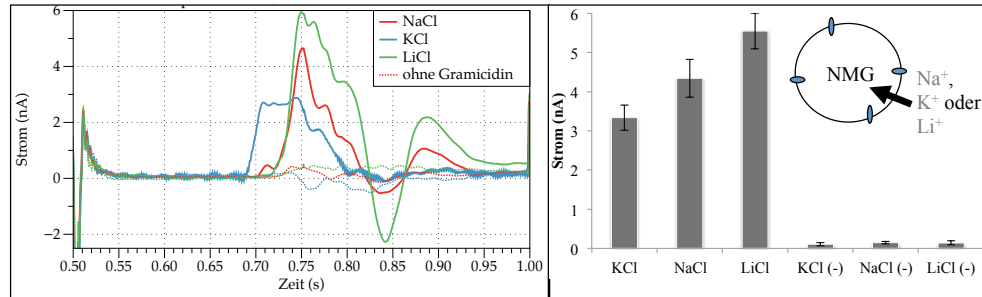 6
4
2
0
−2
Strom (nA)
NaCl
KCl
LiCl
ohne Gramicidin
0.50 0.55 0.60 0.65 0.70 0.75 0.80 0.85 0.90 0.95 1.00
Zeit (s)
6
5
4
3
2
1
0
Strom (nA)
NMG
Na⁺,
K⁺ oder
Li⁺
KCl NaCl LiCl KCl (-) NaCl (-) LiCl (-)